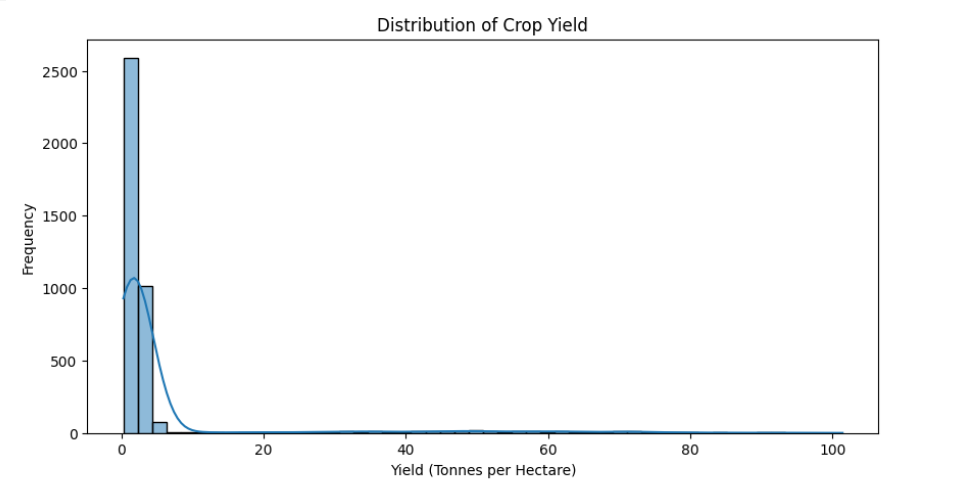 Distribution of Crop Yield
2500
2000
1500
1000
500
0
Frequency
0 20 40 60 80 100
Yield (Tonnes per Hectare)